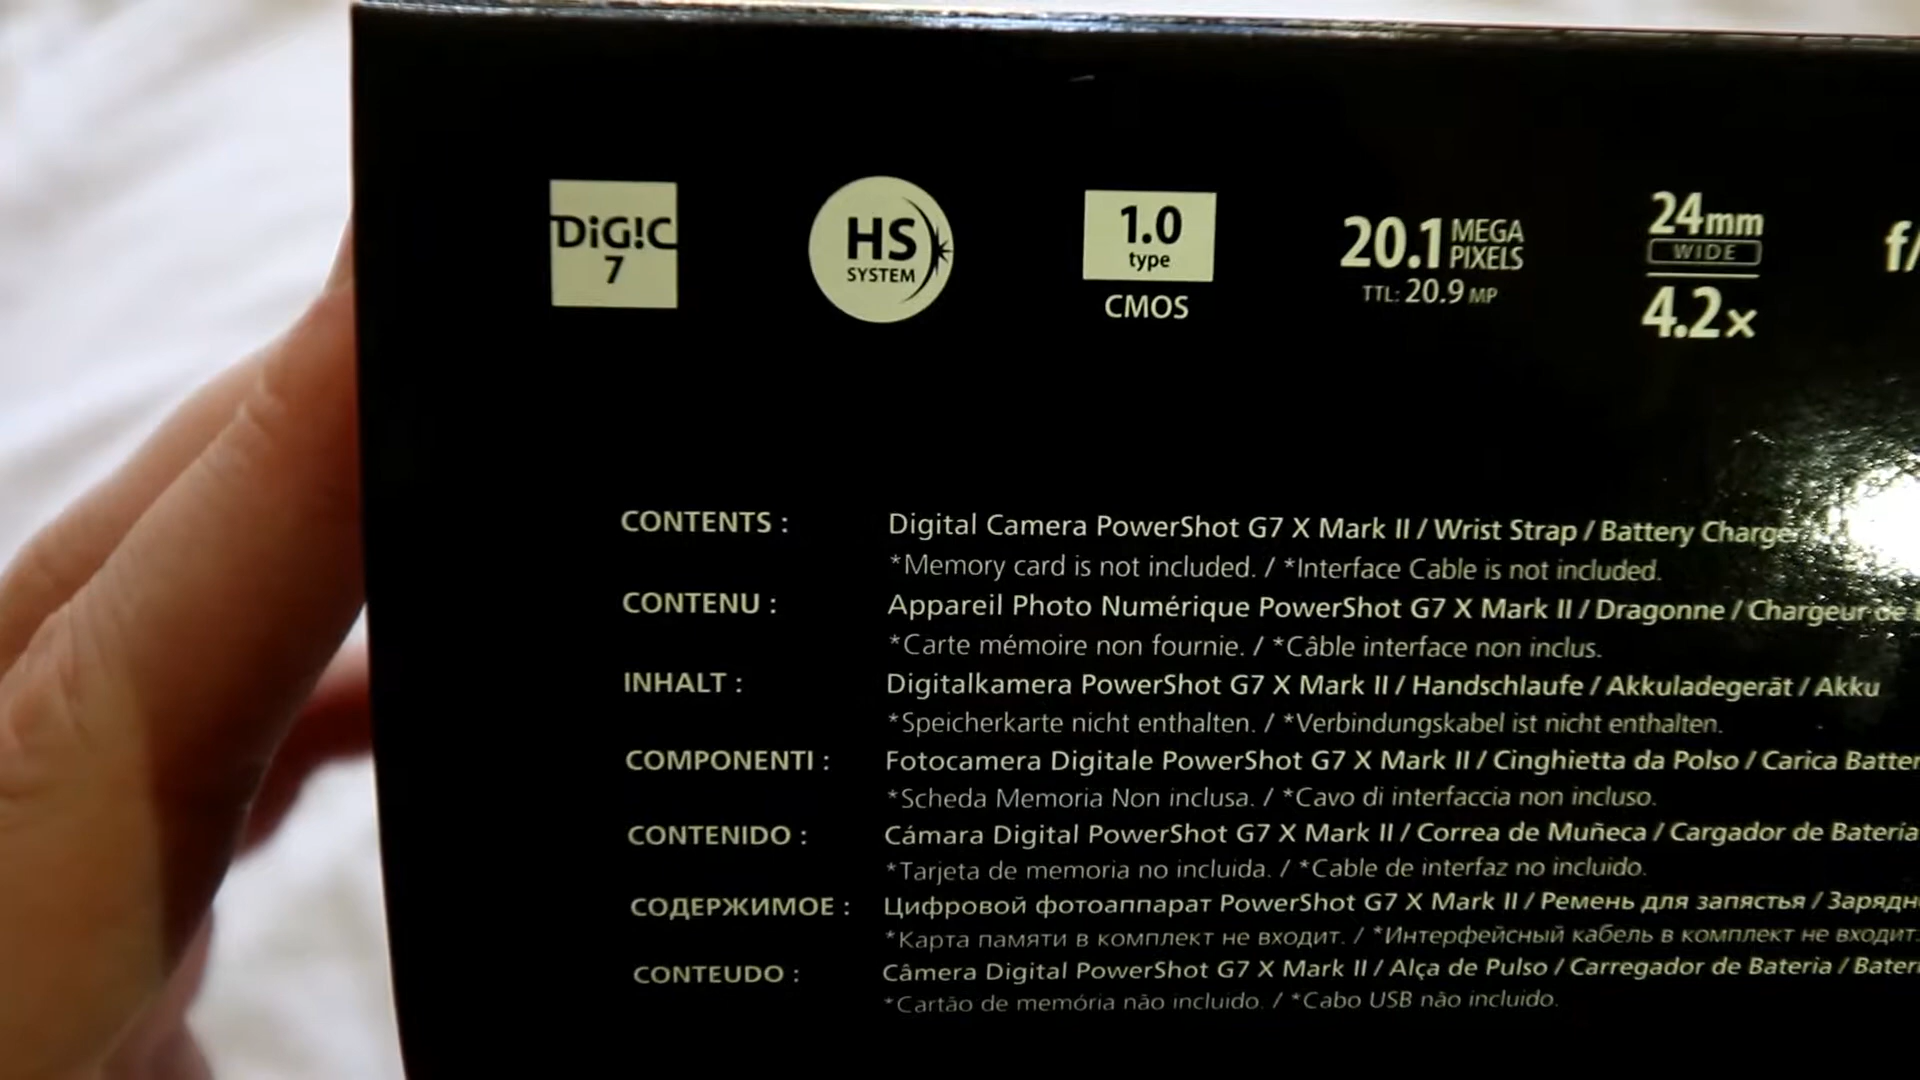 DiG!C
7
HS
SYSTEM
1.0
type
CMOS
20.1 MEGA PIXELS
TTL: 20.9 MP
24mm
WIDE
4.2x
f/
CONTENTS : Digital Camera PowerShot G7 X Mark II / Wrist Strap / Battery Charger
*Memory card is not included. / *Interface Cable is not included.
CONTENU : Appareil Photo Numérique PowerShot G7 X Mark II / Dragonne / Chargeur de
*Carte mémoire non fournie. / *Câble interface non inclus.
INHALT : Digitalkamera PowerShot G7 X Mark II / Handschlaufe / Akkuladegerät / Akku
*Speicherkarte nicht enthalten. / *Verbindungskabel ist nicht enthalten.
COMPONENTI : Fotocamera Digitale PowerShot G7 X Mark II / Cinghietta da Polso / Carica Batter
*Scheda Memoria Non inclusa. / *Cavo di interfaccia non incluso.
CONTENIDO : Cámara Digital PowerShot G7 X Mark II / Correa de Muñeca / Cargador de Bateria
*Tarjeta de memoria no incluida. / *Cable de interfaz no incluido.
СОДЕРЖИМОЕ : Цифровой фотоаппарат PowerShot G7 X Mark II / Ремень для запястья / Зарядн
*Карта памяти в комплект не входит. / *Интерфейсный кабель в комплект не входит.
CONTEUDO : Câmera Digital PowerShot G7 X Mark II / Alça de Pulso / Carregador de Bateria / Bateri
*Cartão de memória não incluido. / *Cabo USB não incluido.